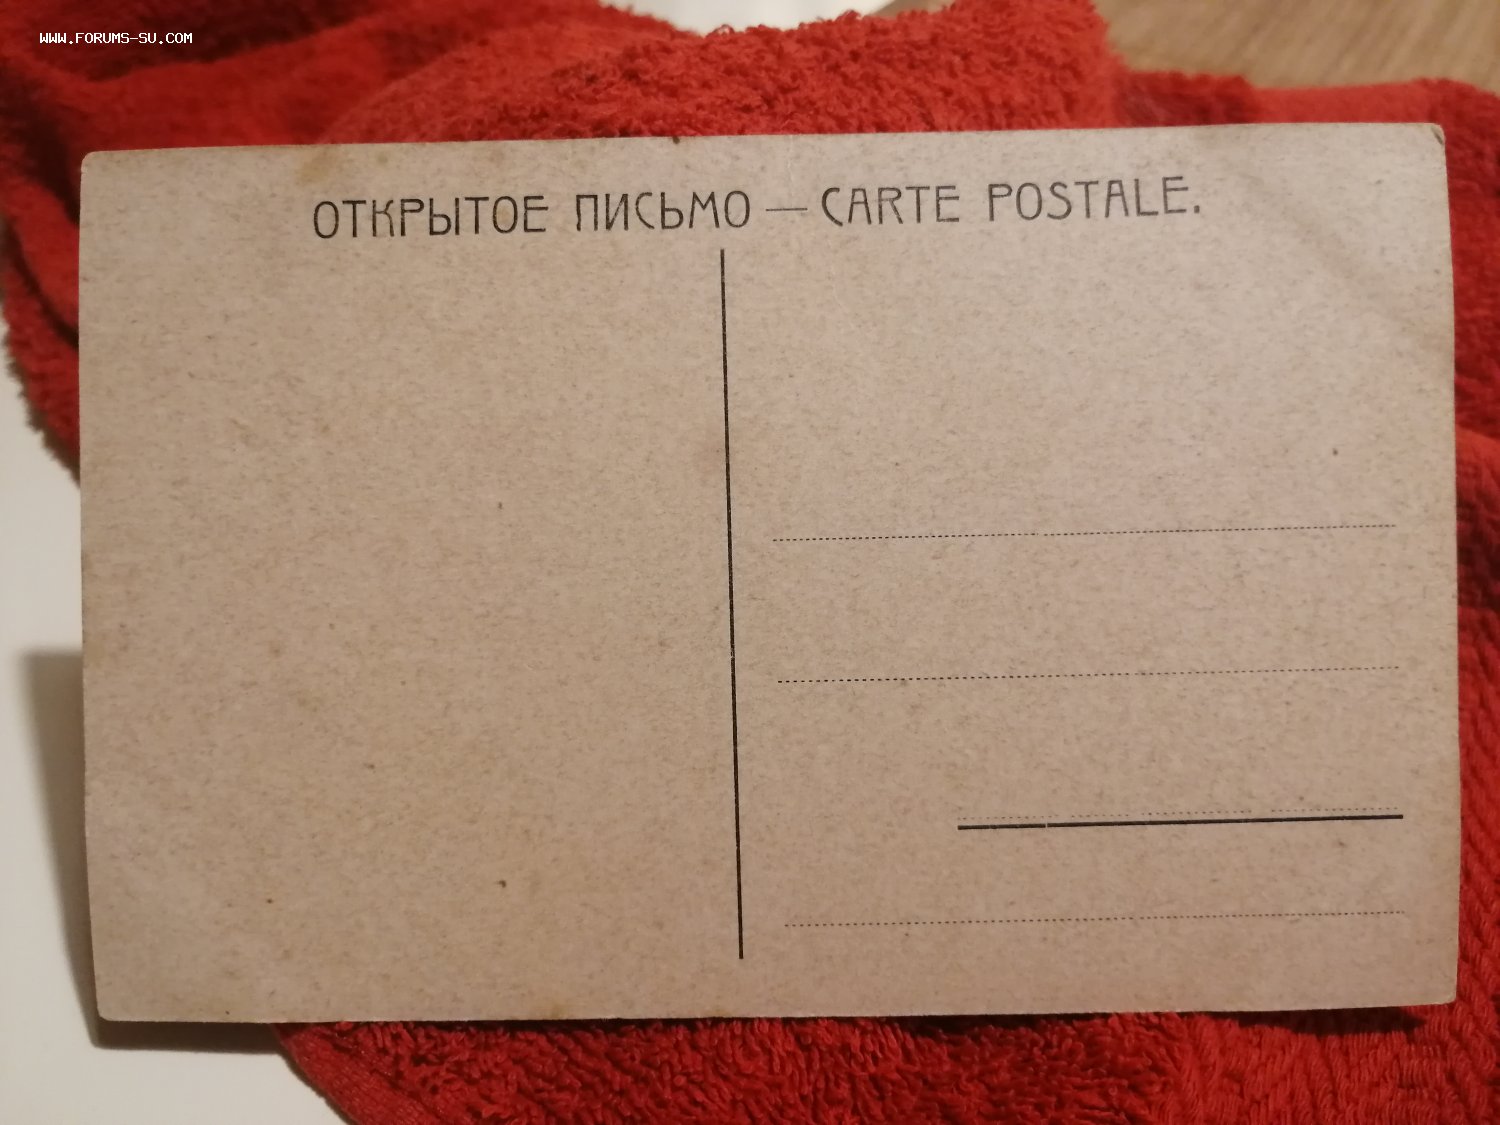 WWW.FORUMS-SU.COM
ОТКРЫТОЕ ПИСЬМО — CARTE POSTALE.